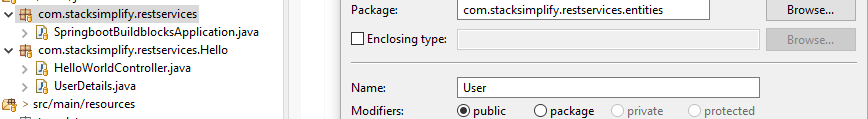 com.stacksimplify.restservices
SpringbootBuildblocksApplication.java
com.stacksimplify.restservices.Hello
HelloWorldController.java
UserDetails.java
src/main/resources
Package:
com.stacksimplify.restservices.entities
Browse...
Enclosing type:
Browse...
Name:
User
Modifiers:
public
package
private
protected